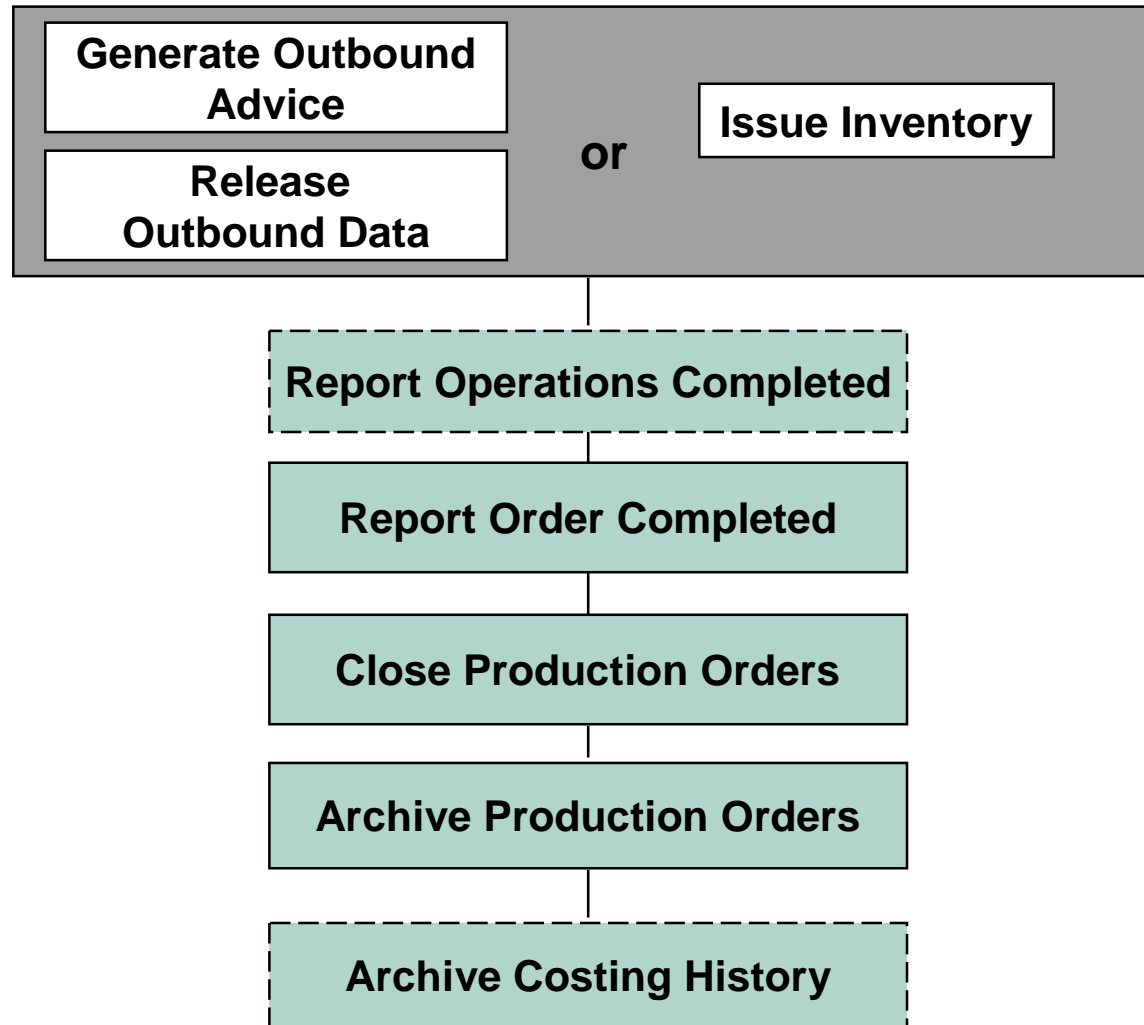 Generate Outbound
Advice
Release
Outbound Data
or
Issue Inventory
Report Operations Completed
Report Order Completed
Close Production Orders
Archive Production Orders
Archive Costing History